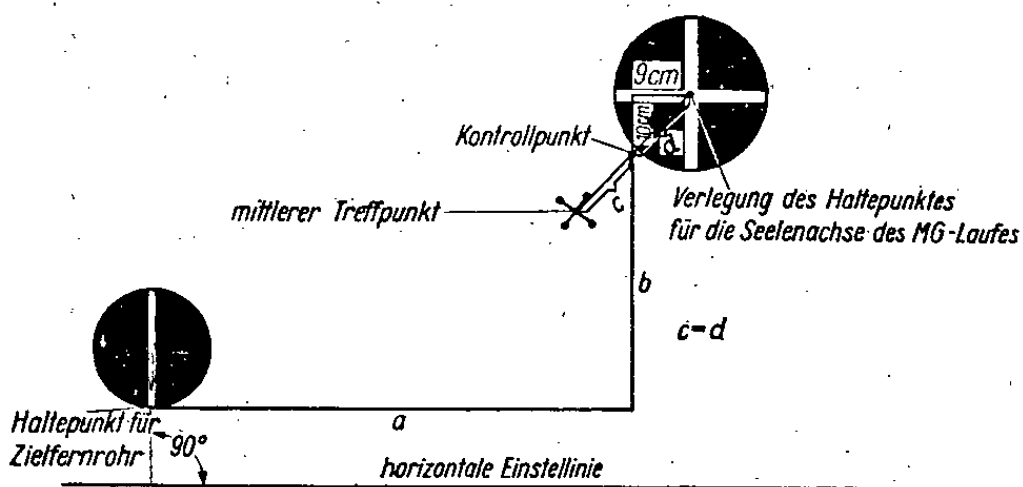 9cm
10cm
d
Kontrollpunkt
c
mittlerer Treffpunkt
Verlegung des Haltepunktes
für die Seelenachse des MG-Laufes
b
c=d
Haltepunkt für
Zielfernrohr
90°
a
horizontale Einstellinie